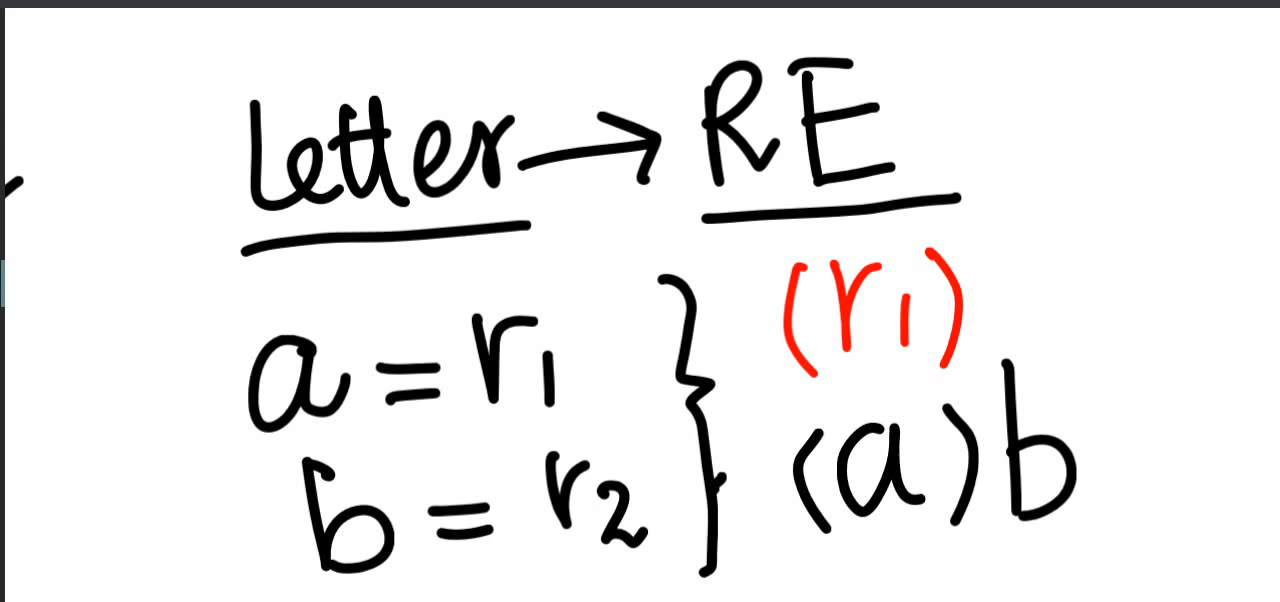 Letter → RE
a = r1 } (r1)
b = r2 (a)b